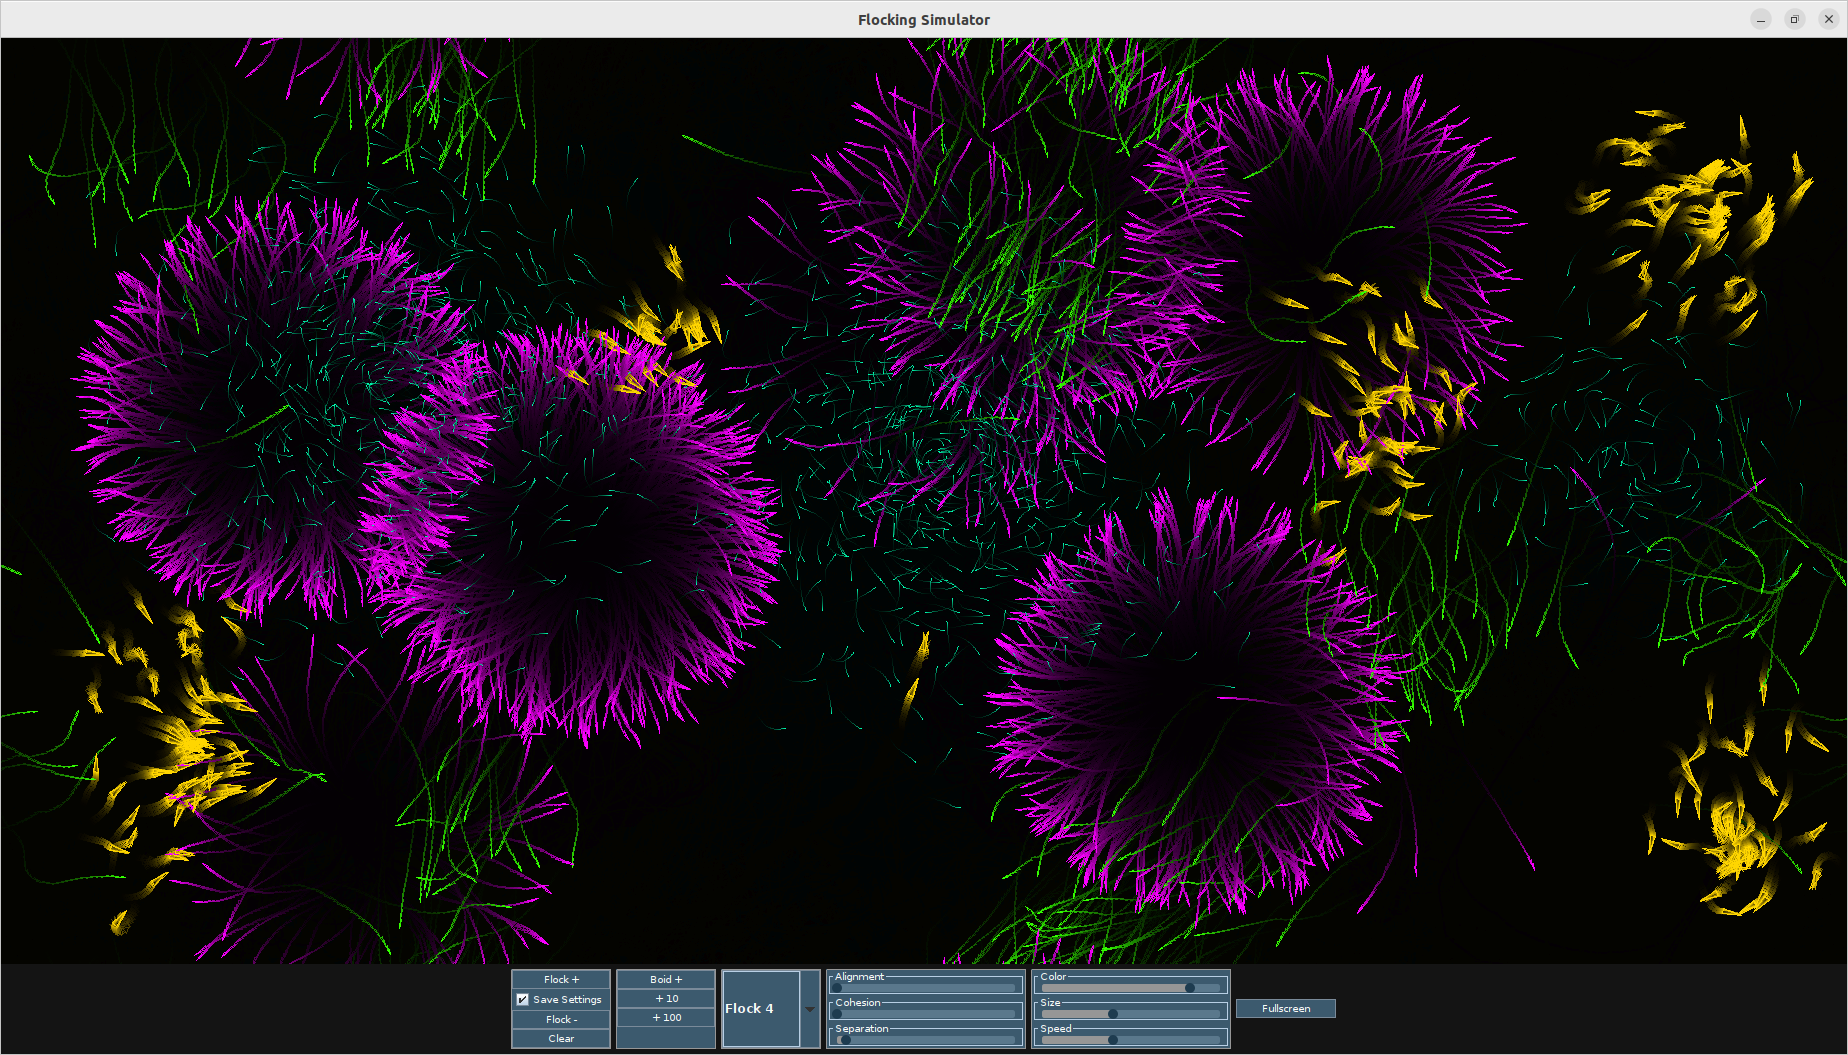 Flocking Simulator
Flock +
Save Settings
Flock -
Clear
Boid +
+ 10
+ 100
Flock 4
Alignment
Cohesion
Separation
Color
Size
Speed
Fullscreen